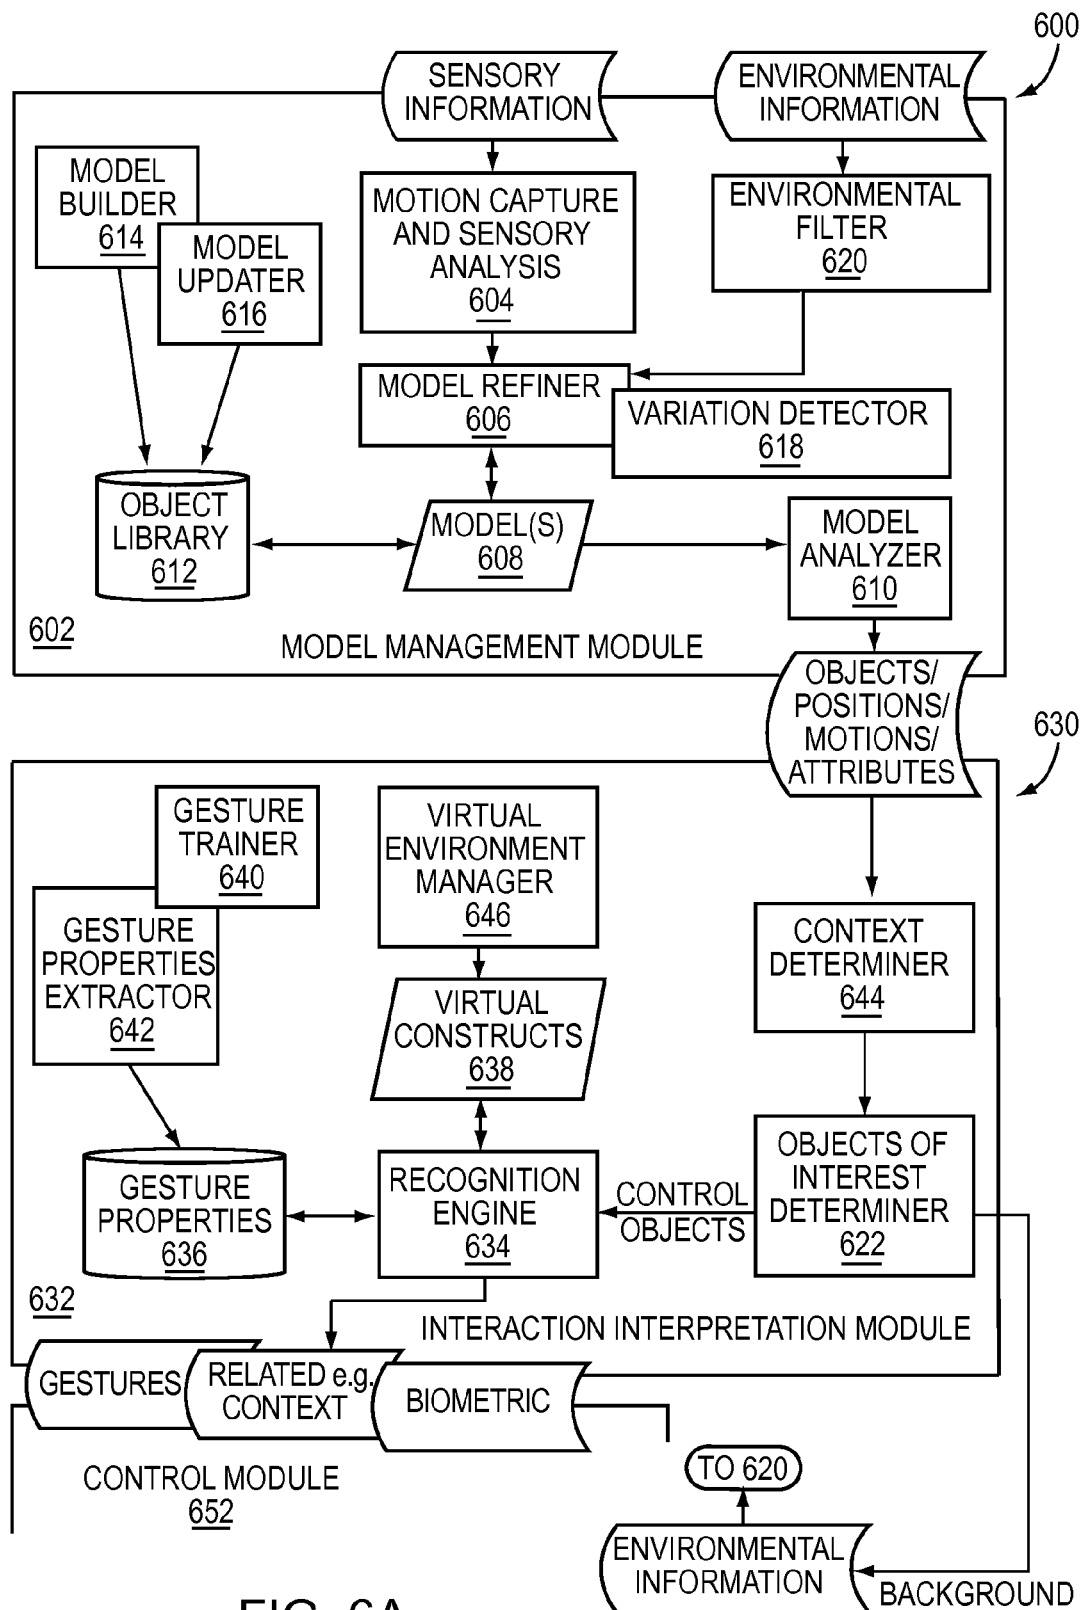 600
SENSORY
INFORMATION
ENVIRONMENTAL
INFORMATION
MODEL
BUILDER
614
MODEL
UPDATER
616
MOTION CAPTURE
AND SENSORY
ANALYSIS
604
ENVIRONMENTAL
FILTER
620
MODEL REFINER
606
VARIATION DETECTOR
618
OBJECT
LIBRARY
612
MODEL(S)
608
MODEL
ANALYZER
610
602
MODEL MANAGEMENT MODULE
OBJECTS/
POSITIONS/
MOTIONS/
ATTRIBUTES
630
GESTURE
TRAINER
640
GESTURE
PROPERTIES
EXTRACTOR
642
VIRTUAL
ENVIRONMENT
MANAGER
646
VIRTUAL
CONSTRUCTS
638
CONTEXT
DETERMINER
644
GESTURE
PROPERTIES
636
RECOGNITION
ENGINE
634
CONTROL
OBJECTS
OBJECTS OF
INTEREST
DETERMINER
622
632
INTERACTION INTERPRETATION MODULE
GESTURES
RELATED e.g.
CONTEXT
BIOMETRIC
CONTROL MODULE
652
TO 620
ENVIRONMENTAL
INFORMATION
BACKGROUND
FIG. 6A